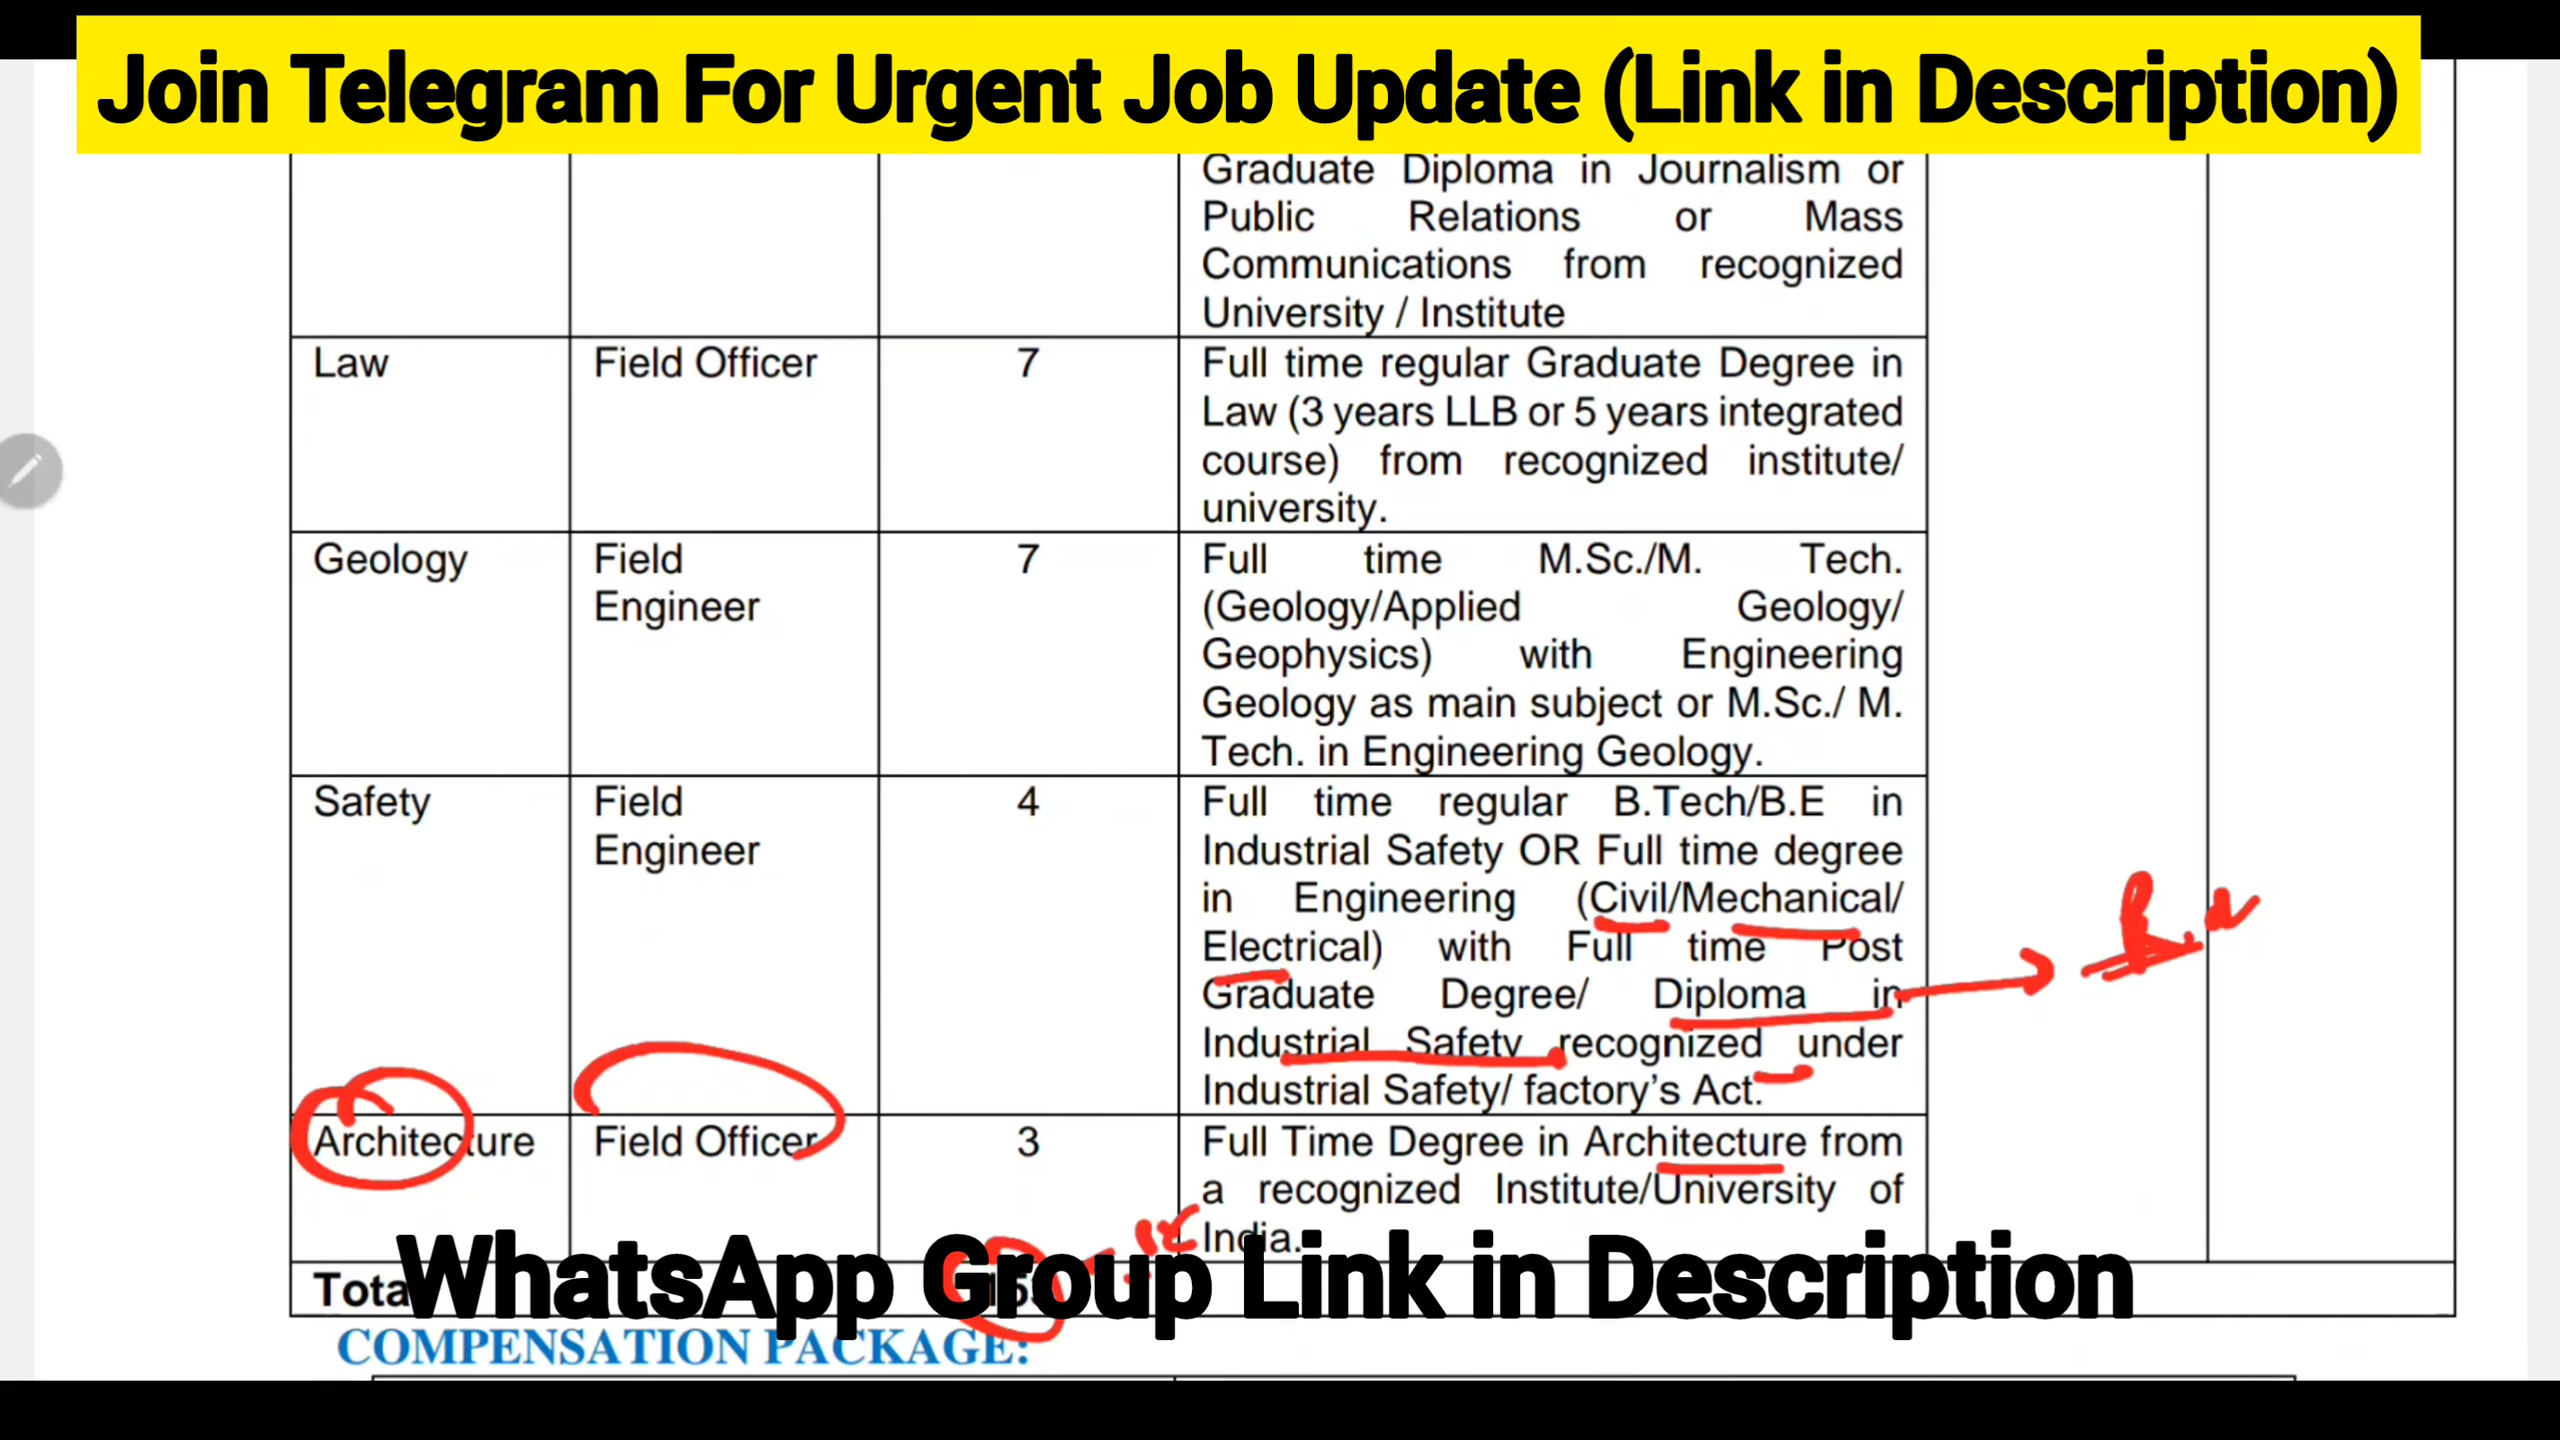 Join Telegram For Urgent Job Update (Link in Description)
Graduate Diploma in Journalism or
Public Relations or Mass
Communications from recognized
University / Institute
Law Field Officer 7 Full time regular Graduate Degree in
Law (3 years LLB or 5 years integrated
course) from recognized institute/
university.
Geology Field Engineer 7 Full time M.Sc./M. Tech.
(Geology/Applied Geology/
Geophysics) with Engineering
Geology as main subject or M.Sc./ M.
Tech. in Engineering Geology.
Safety Field Engineer 4 Full time regular B.Tech/B.E in
Industrial Safety OR Full time degree
in Engineering (Civil/Mechanical/
Electrical) with Full time Post
Graduate Degree/ Diploma in
Industrial Safety recognized under
Industrial Safety/ factory's Act.
Architecture Field Officer 3 Full Time Degree in Architecture from
a recognized Institute/University of
India.
WhatsApp Group Link in Description
COMPENSATION PACKAGE: